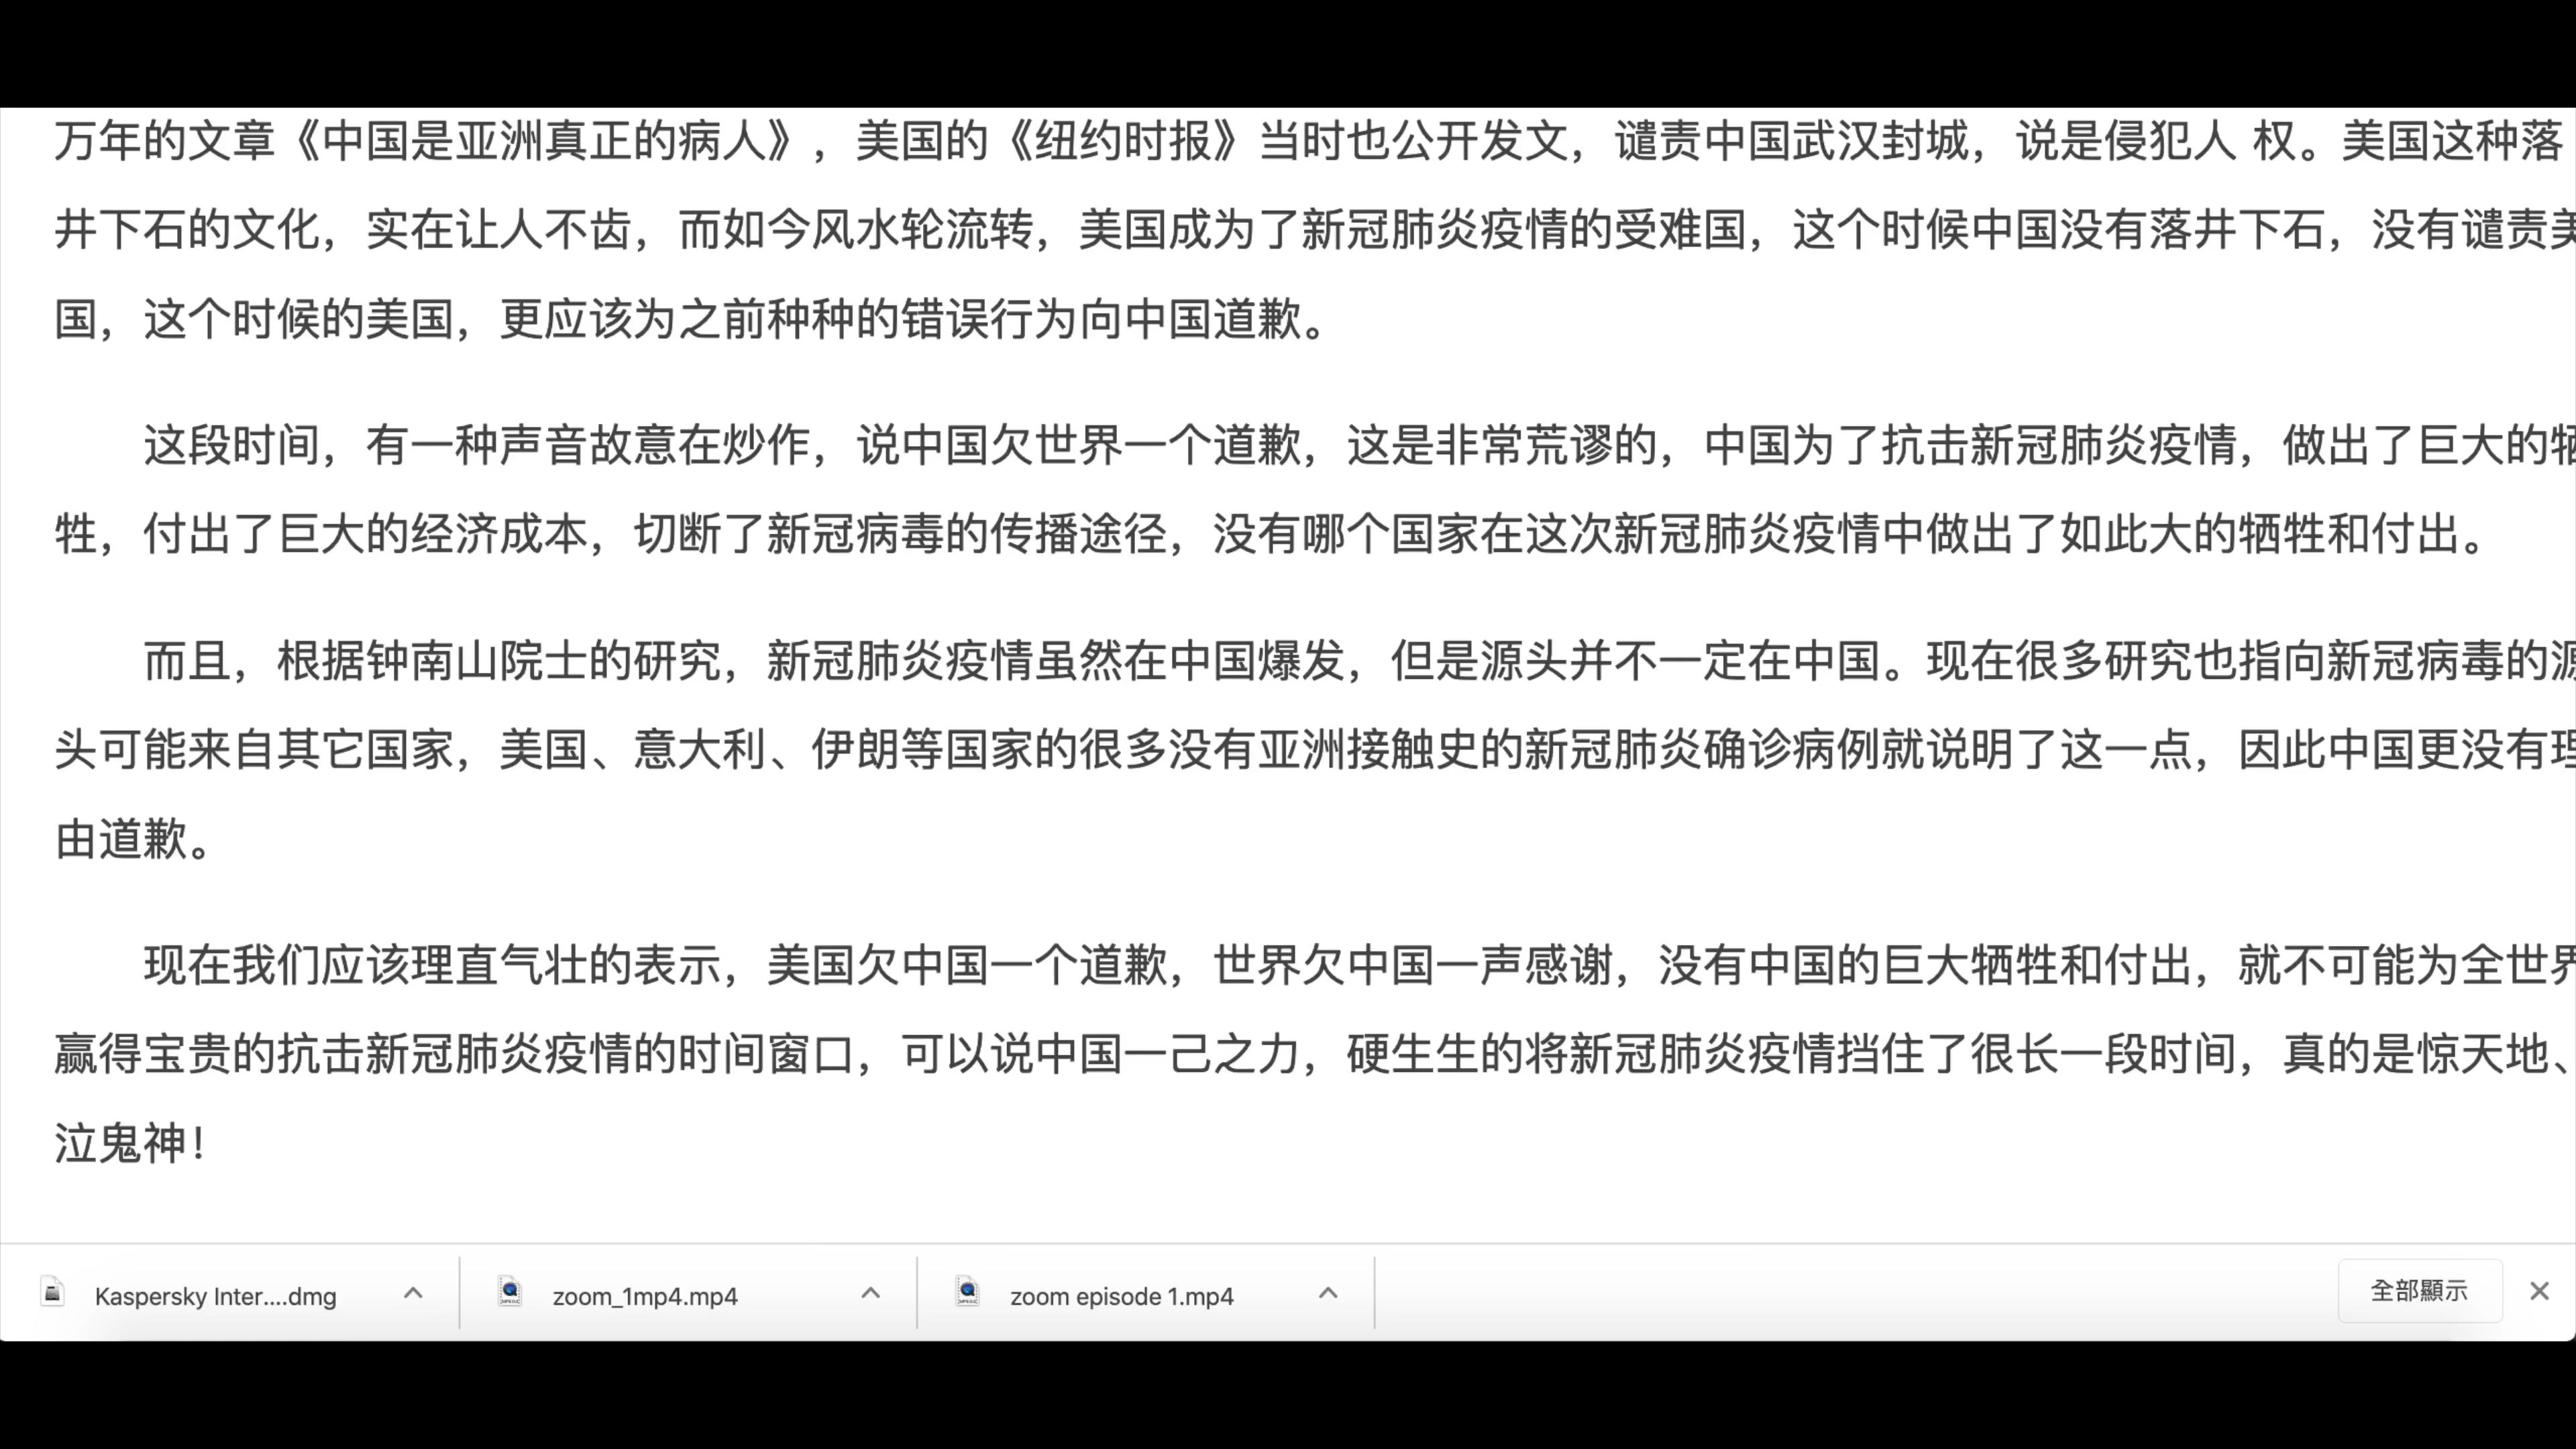 万年的文章《中国是亚洲真正的病人》，美国的《纽约时报》当时也公开发文，谴责中国武汉封城，说是侵犯人 权。美国这种落
井下石的文化，实在让人不齿，而如今风水轮流转，美国成为了新冠肺炎疫情的受难国，这个时候中国没有落井下石，没有谴责美
国，这个时候的美国，更应该为之前种种的错误行为向中国道歉。
这段时间，有一种声音故意在炒作，说中国欠世界一个道歉，这是非常荒谬的，中国为了抗击新冠肺炎疫情，做出了巨大的牺
牲，付出了巨大的经济成本，切断了新冠病毒的传播途径，没有哪个国家在这次新冠肺炎疫情中做出了如此大的牺牲和付出。
而且，根据钟南山院士的研究，新冠肺炎疫情虽然在中国爆发，但是源头并不一定在中国。现在很多研究也指向新冠病毒的源
头可能来自其它国家，美国、意大利、伊朗等国家的很多没有亚洲接触史的新冠肺炎确诊病例就说明了这一点，因此中国更没有理
由道歉。
现在我们应该理直气壮的表示，美国欠中国一个道歉，世界欠中国一声感谢，没有中国的巨大牺牲和付出，就不可能为全世界
赢得宝贵的抗击新冠肺炎疫情的时间窗口，可以说中国一己之力，硬生生的将新冠肺炎疫情挡住了很长一段时间，真的是惊天地、
泣鬼神！
Kaspersky Inter....dmg
zoom_1mp4.mp4
zoom episode 1.mp4
全部顯示